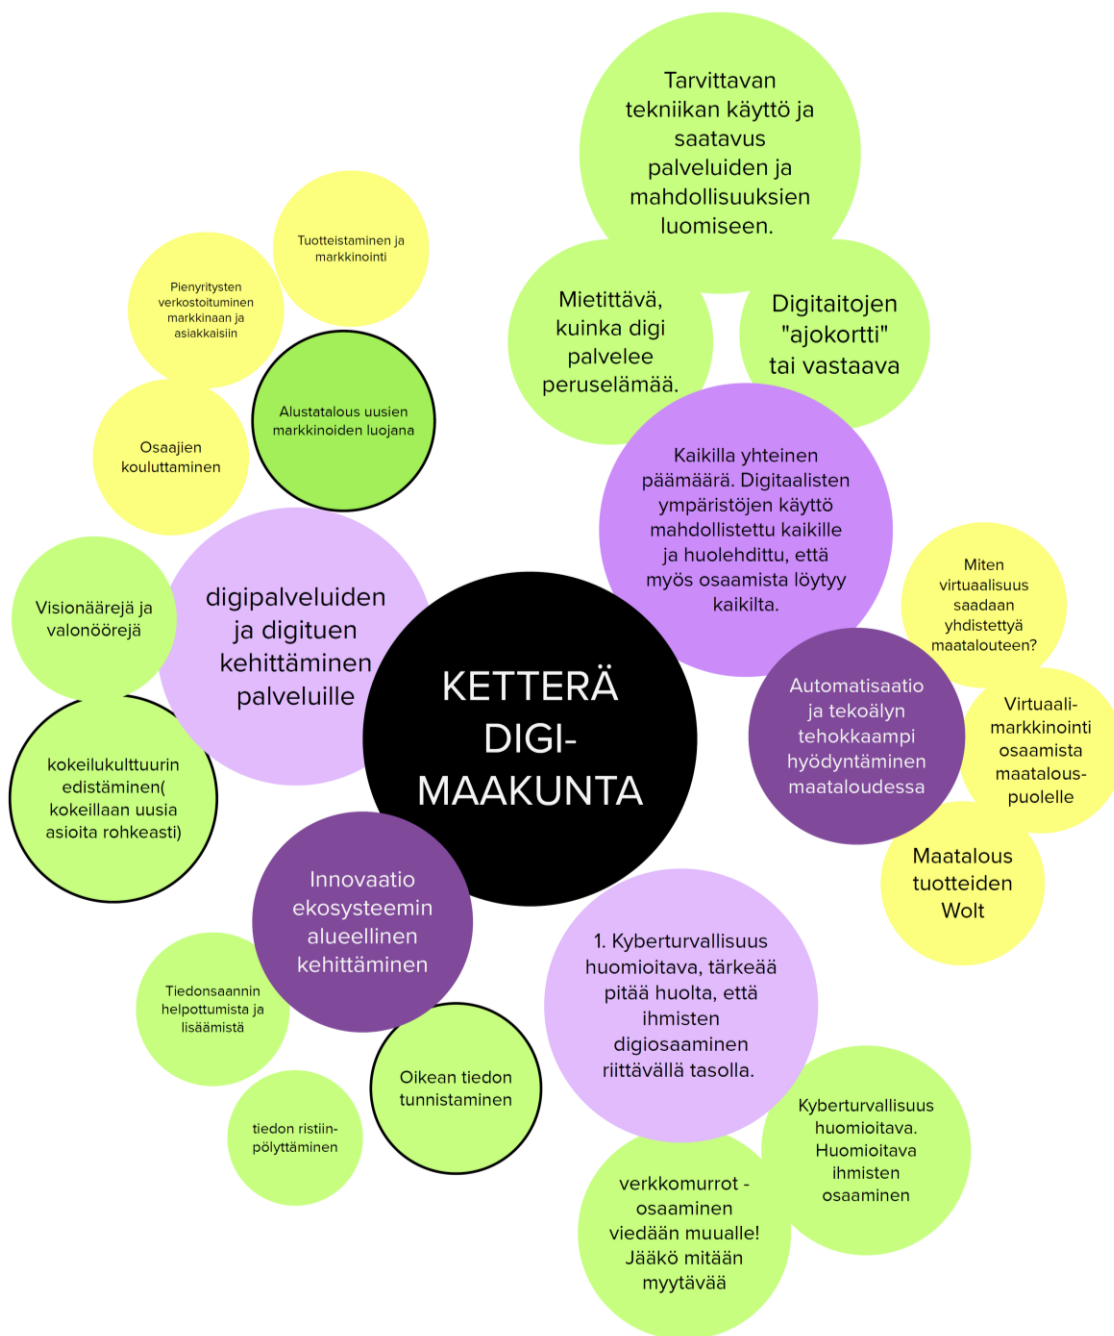 Tarvittavan
tekniikan käyttö ja
saatavus
palveluiden ja
mahdollisuuksien
luomiseen.
Tuotteistaminen ja
markkinointi
Pienyritysten
verkostoituminen
markkinaan ja
asiakkaisiin
Mietittävä,
kuinka digi
palvelee
peruselämää.
Digitaitojen
"ajokortti"
tai vastaava
Alustatalous uusien
markkinoiden luojana
Osaajien
kouluttaminen
Kaikilla yhteinen
päämäärä. Digitaalisten
ympäristöjen käyttö
mahdollistettu kaikille
ja huolehdittu, että
myös osaamista löytyy
kaikilta.
Visionäärejä ja
valonöörejä
digipalveluiden
ja digituen
kehittäminen
palveluille
Miten
virtuaalisuus
saadaan
yhdistettyä
maatalouteen?
KETTERÄ
DIGI-
MAAKUNTA
Automatisaatio
ja tekoälyn
tehokkaampi
hyödyntäminen
maataloudessa
Virtuaali-
markkinointi
osaamista
maatalous-
puolelle
kokeilukulttuurin
edistäminen(
kokeillaan uusia
asioita rohkeasti)
Maatalous
tuotteiden
Wolt
Innovaatio
ekosysteemin
alueellinen
kehittäminen
1. Kyberturvallisuus
huomioitava, tärkeää
pitää huolta, että
ihmisten
digiosaaminen
riittävällä tasolla.
Tiedonsaannin
helpottumista ja
lisäämistä
Oikean tiedon
tunnistaminen
tiedon ristiin-
pölyttäminen
Kyberturvallisuus
huomioitava.
Huomioitava
ihmisten
osaaminen
verkkomurrot -
osaaminen
viedään muualle!
Jääkö mitään
myytävää